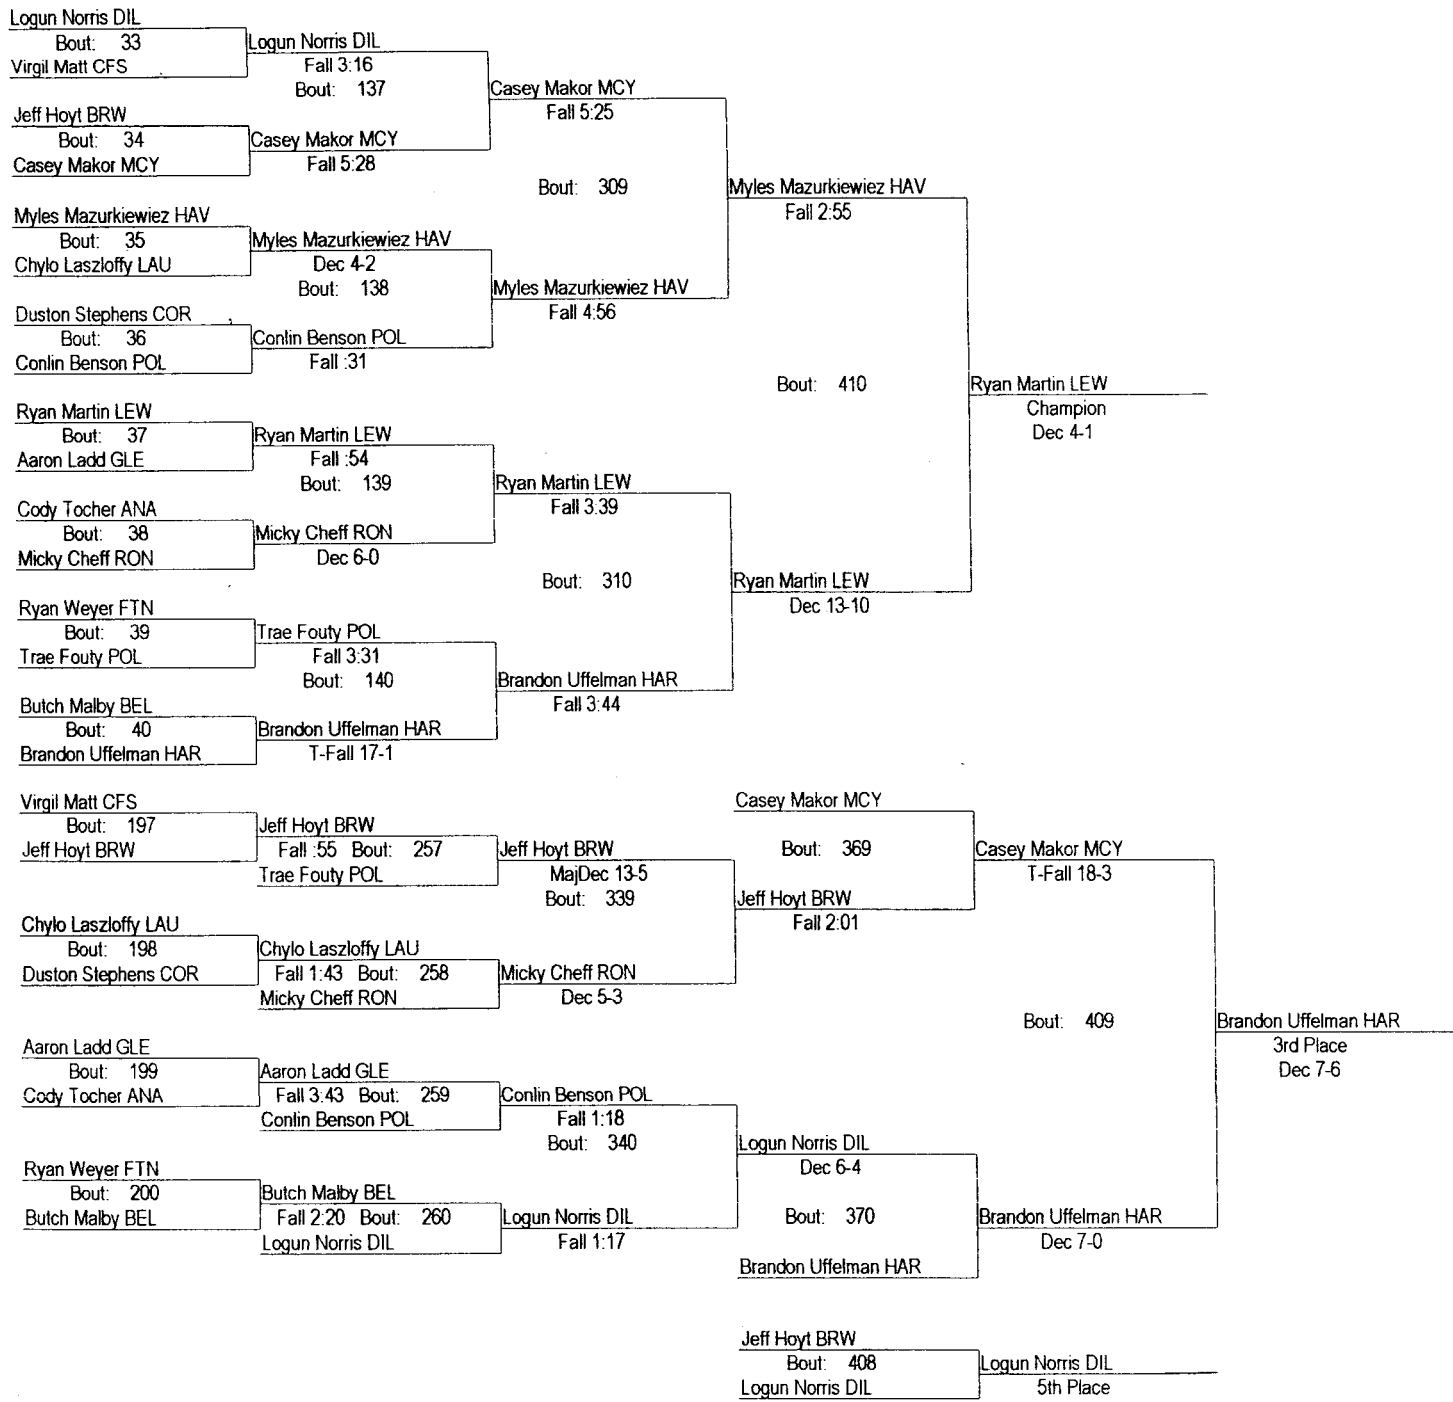 Logun Norris DIL
Bout: 33
Virgil Matt CFS
Logun Norris DIL
Fall 3:16
Bout: 137
Jeff Hoyt BRW
Bout: 34
Casey Makor MCY
Casey Makor MCY
Fall 5:28
Casey Makor MCY
Fall 5:25
Bout: 309
Myles Mazurkiewiez HAV
Bout: 35
Chylo Laszloffy LAU
Myles Mazurkiewiez HAV
Dec 4-2
Bout: 138
Duston Stephens COR
Bout: 36
Conlin Benson POL
Conlin Benson POL
Fall :31
Myles Mazurkiewiez HAV
Fall 4:56
Myles Mazurkiewiez HAV
Fall 2:55
Bout: 410
Ryan Martin LEW
Champion
Dec 4-1
Ryan Martin LEW
Bout: 37
Aaron Ladd GLE
Ryan Martin LEW
Fall :54
Bout: 139
Cody Tocher ANA
Bout: 38
Micky Cheff RON
Micky Cheff RON
Dec 6-0
Ryan Martin LEW
Fall 3:39
Bout: 310
Ryan Martin LEW
Dec 13-10
Ryan Weyer FTN
Bout: 39
Trae Fouty POL
Trae Fouty POL
Fall 3:31
Bout: 140
Butch Malby BEL
Bout: 40
Brandon Uffelman HAR
Brandon Uffelman HAR
T-Fall 17-1
Brandon Uffelman HAR
Fall 3:44
Virgil Matt CFS
Bout: 197
Jeff Hoyt BRW
Jeff Hoyt BRW
Fall :55 Bout: 257
Trae Fouty POL
Jeff Hoyt BRW
MajDec 13-5
Bout: 339
Chylo Laszloffy LAU
Bout: 198
Duston Stephens COR
Chylo Laszloffy LAU
Fall 1:43 Bout: 258
Micky Cheff RON
Micky Cheff RON
Dec 5-3
Casey Makor MCY
Bout: 369
Jeff Hoyt BRW
Fall 2:01
Casey Makor MCY
T-Fall 18-3
Bout: 409
Brandon Uffelman HAR
3rd Place
Dec 7-6
Aaron Ladd GLE
Bout: 199
Cody Tocher ANA
Aaron Ladd GLE
Fall 3:43 Bout: 259
Conlin Benson POL
Conlin Benson POL
Fall 1:18
Bout: 340
Ryan Weyer FTN
Bout: 200
Butch Malby BEL
Butch Malby BEL
Fall 2:20 Bout: 260
Logun Norris DIL
Logun Norris DIL
Fall 1:17
Logun Norris DIL
Dec 6-4
Bout: 370
Brandon Uffelman HAR
Brandon Uffelman HAR
Dec 7-0
Jeff Hoyt BRW
Bout: 408
Logun Norris DIL
Logun Norris DIL
5th Place